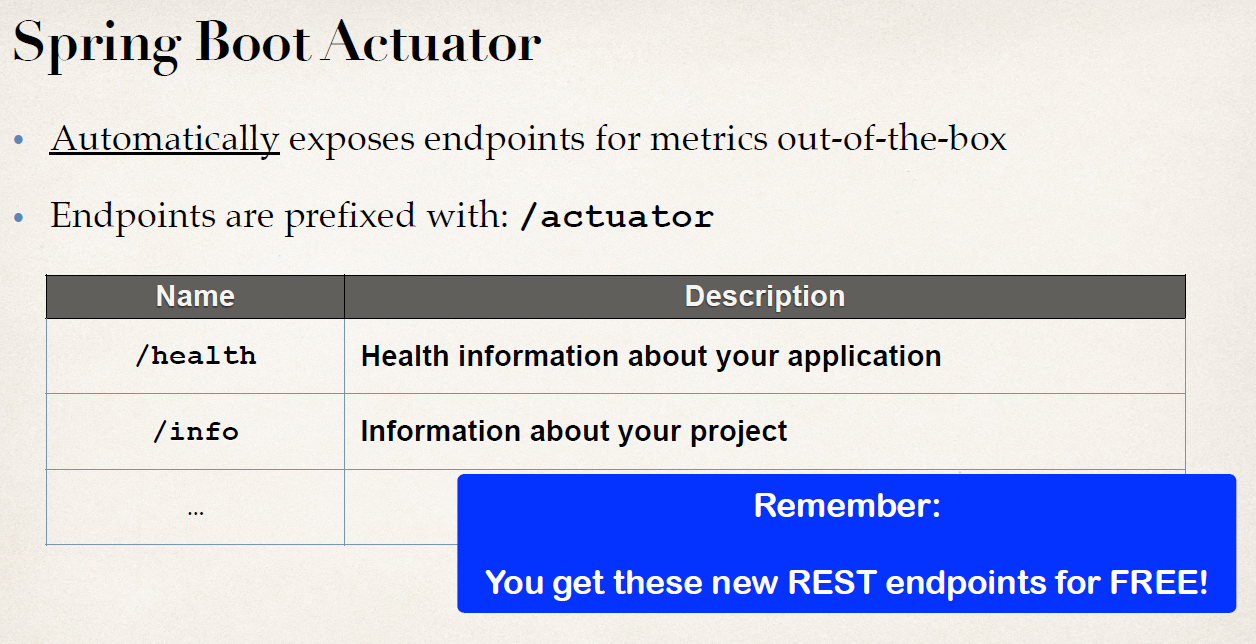 Spring Boot Actuator
• Automatically exposes endpoints for metrics out-of-the-box
• Endpoints are prefixed with: /actuator
Name Description
/health Health information about your application
/info Information about your project
...
Remember:
You get these new REST endpoints for FREE!